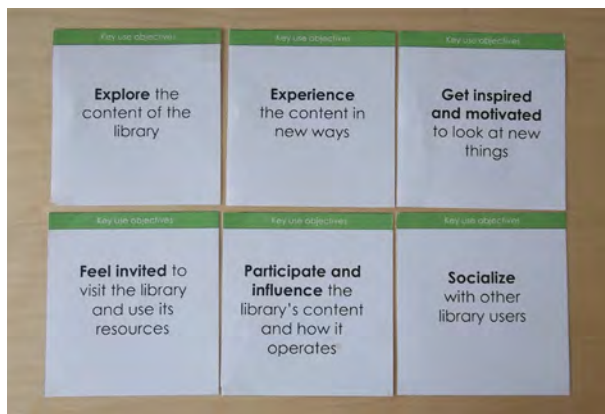 Key use objectives
Explore the
content of the
library
Key use objectives
Experience
the content in
new ways
Key use objectives
Get inspired
and motivated
to look at new
things
Key use objectives
Feel invited to
visit the library
and use its
resources
Key use objectives
Participate and
influence the
library's content
and how it
operates
Key use objectives
Socialize
with other
library users